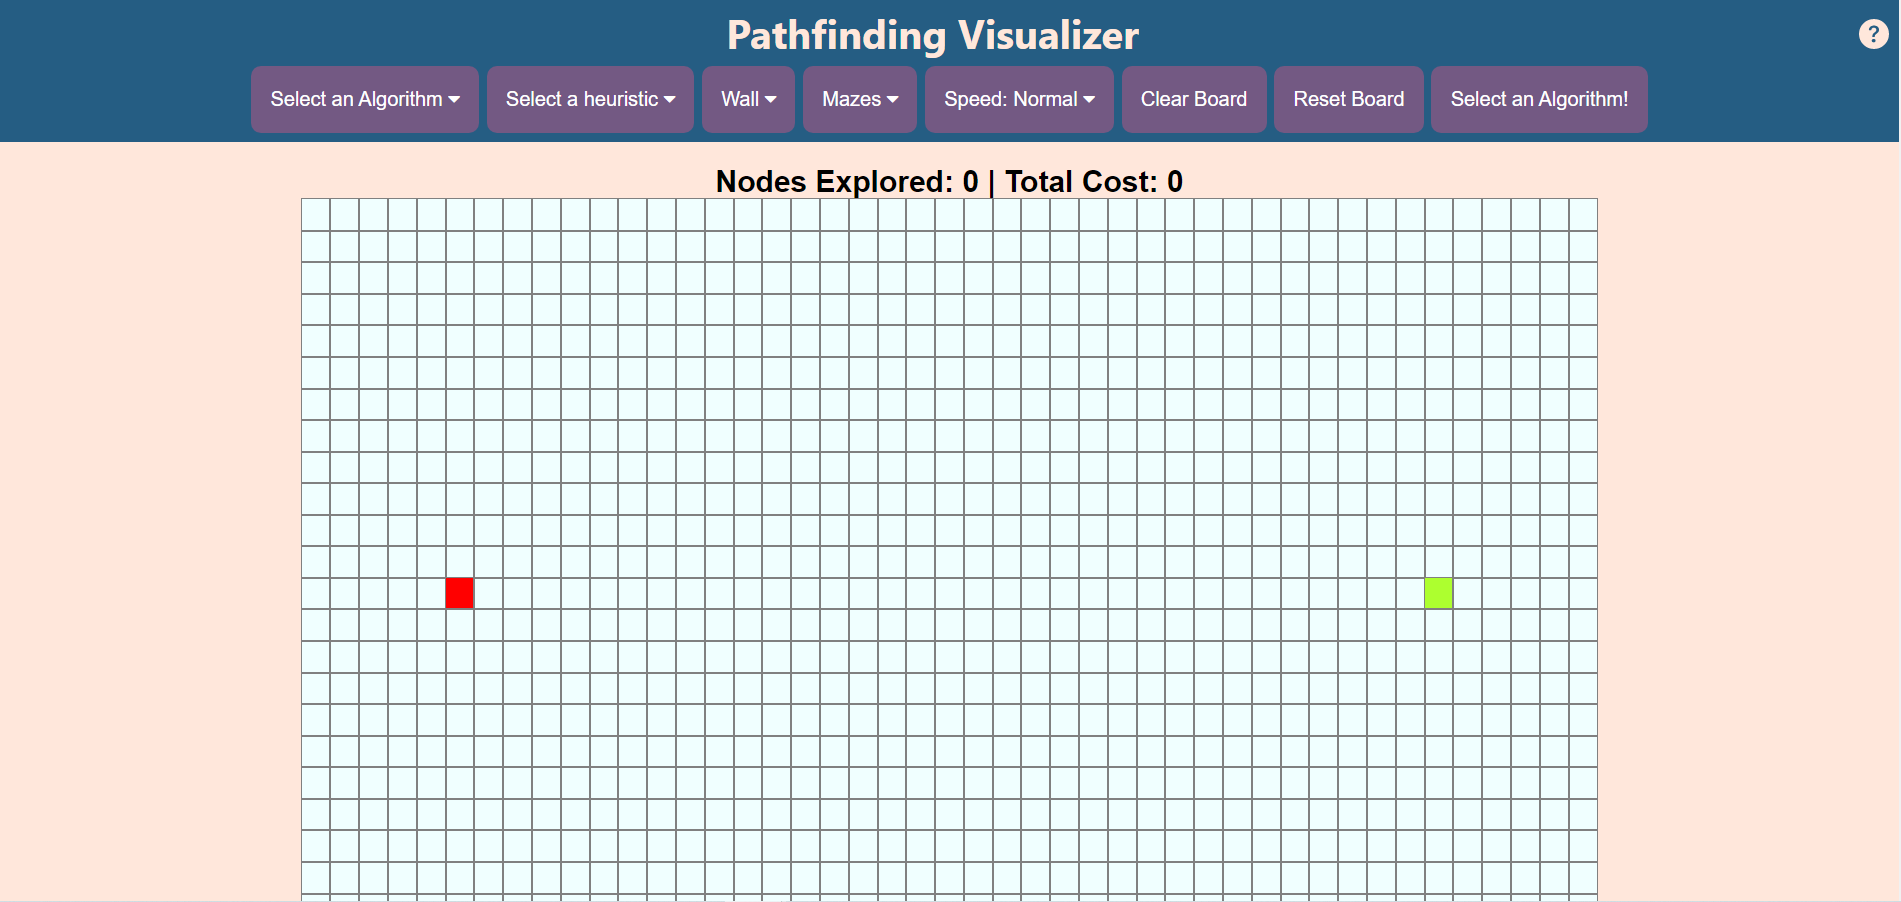 Pathfinding Visualizer
?
Select an Algorithm
Select a heuristic
Wall
Mazes
Speed: Normal
Clear Board
Reset Board
Select an Algorithm!
Nodes Explored: 0 | Total Cost: 0